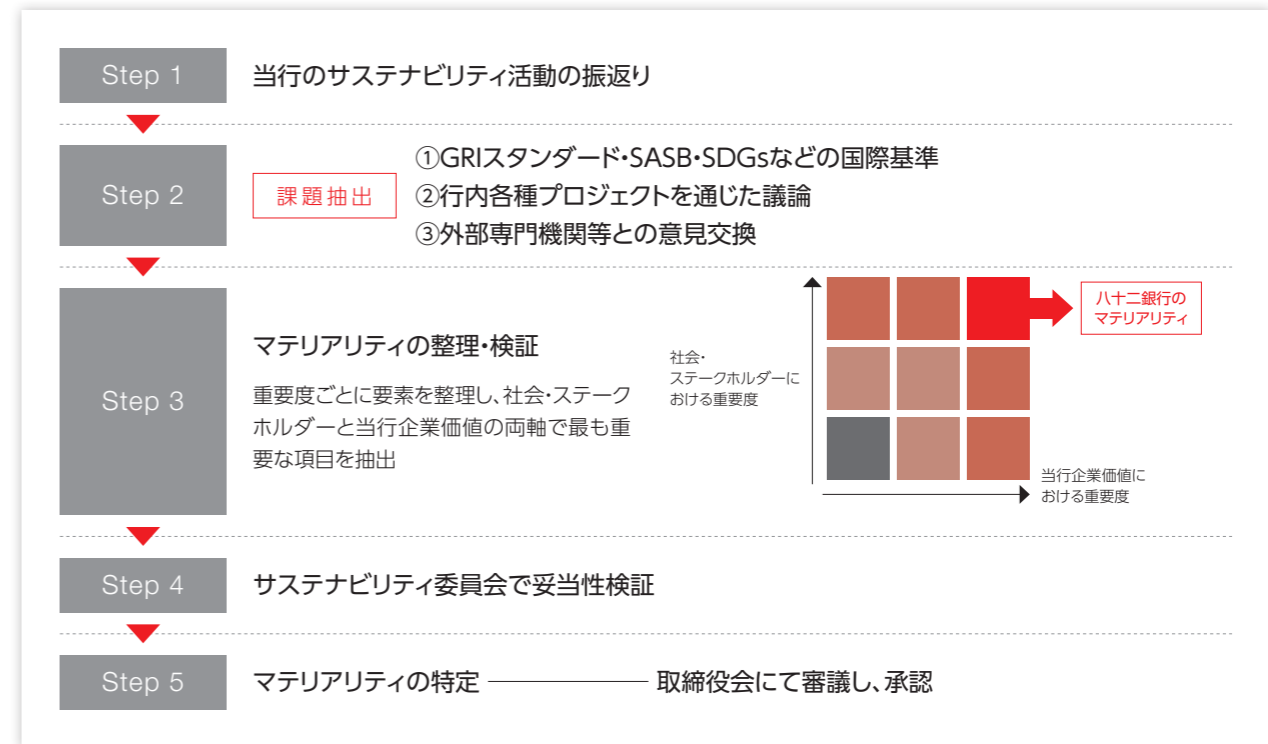 Step 1
当行のサステナビリティ活動の振返り
Step 2
課題抽出
①GRIスタンダード・SASB・SDGsなどの国際基準
②行内各種プロジェクトを通じた議論
③外部専門機関等との意見交換
Step 3
マテリアリティの整理・検証
重要度ごとに要素を整理し、社会・ステーク
ホルダーと当行企業価値の両軸で最も重
要な項目を抽出
社会・
ステークホルダーに
おける重要度
八十二銀行の
マテリアリティ
当行企業価値に
おける重要度
Step 4
サステナビリティ委員会で妥当性検証
Step 5
マテリアリティの特定
取締役会にて審議し、承認